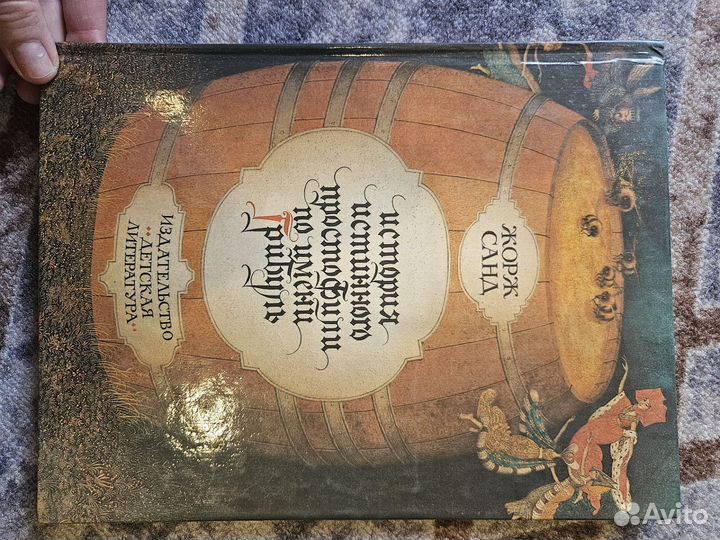 ЖОРЖ
САНД
история
истинного
простофили
по имени
Грибуль
ИЗДАТЕЛЬСТВО
"ДЕТСКАЯ
ЛИТЕРАТУРА"
Avito